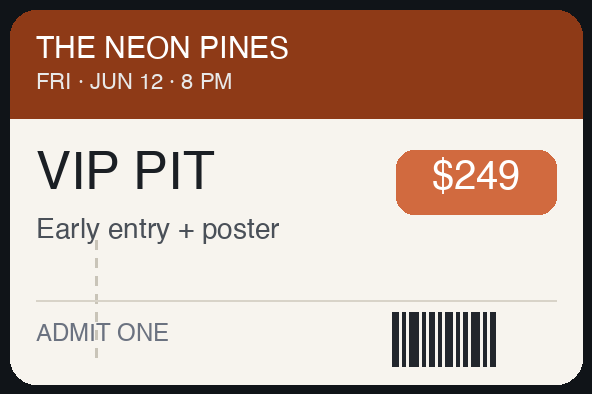 THE NEON PINES
FRI · JUN 12 · 8 PM
VIP PIT
$249
Early entry + poster
ADMIT ONE